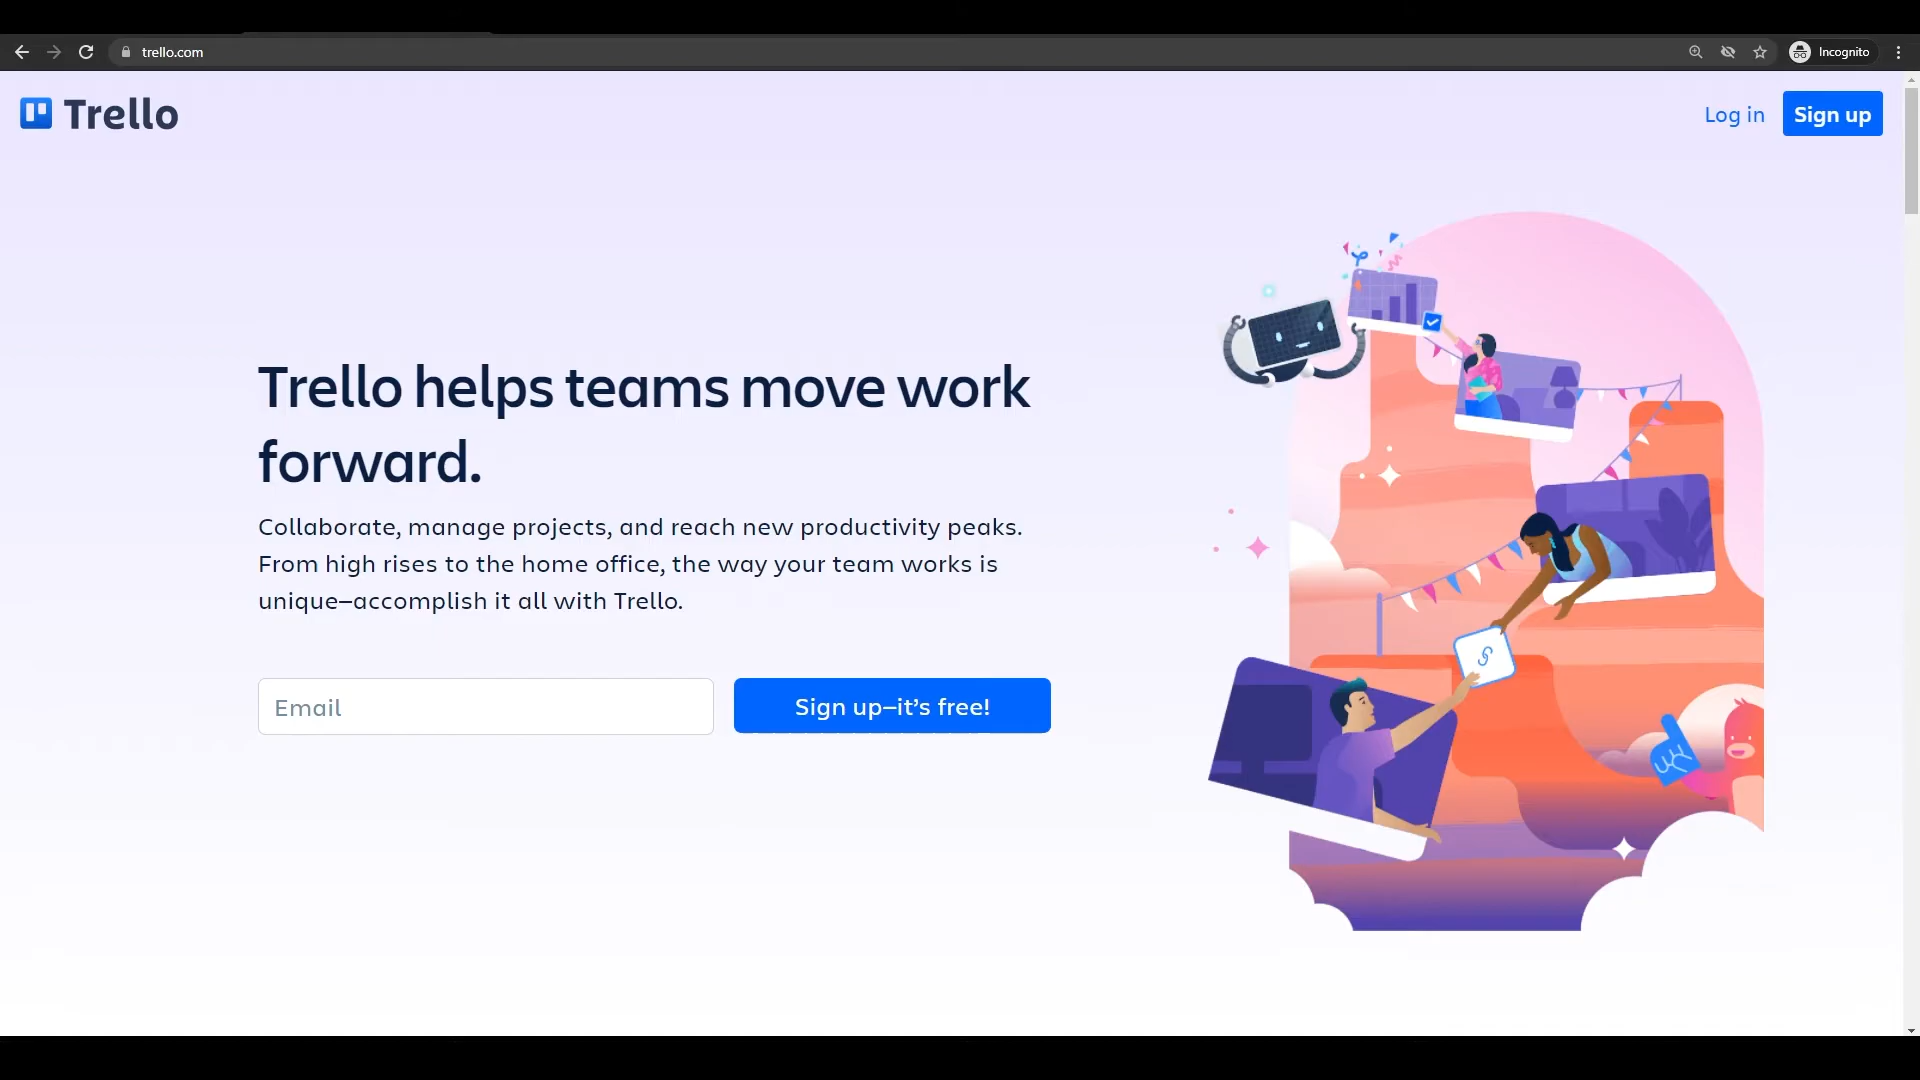 trello.com
Incognito
Trello
Log in
Sign up
Trello helps teams move work
forward.
Collaborate, manage projects, and reach new productivity peaks.
From high rises to the home office, the way your team works is
unique—accomplish it all with Trello.
Email
Sign up—it’s free!